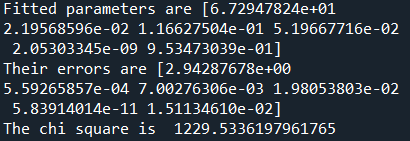 Fitted parameters are [6.72947824e+01
2.19568596e-02 1.16627504e-01 5.19667716e-02
 2.05303345e-09 9.53473039e-01]
Their errors are [2.94287678e+00
5.59265857e-04 7.00276306e-03 1.98053803e-02
 5.83914014e-11 1.51134610e-02]
The chi square is  1229.5336197961765